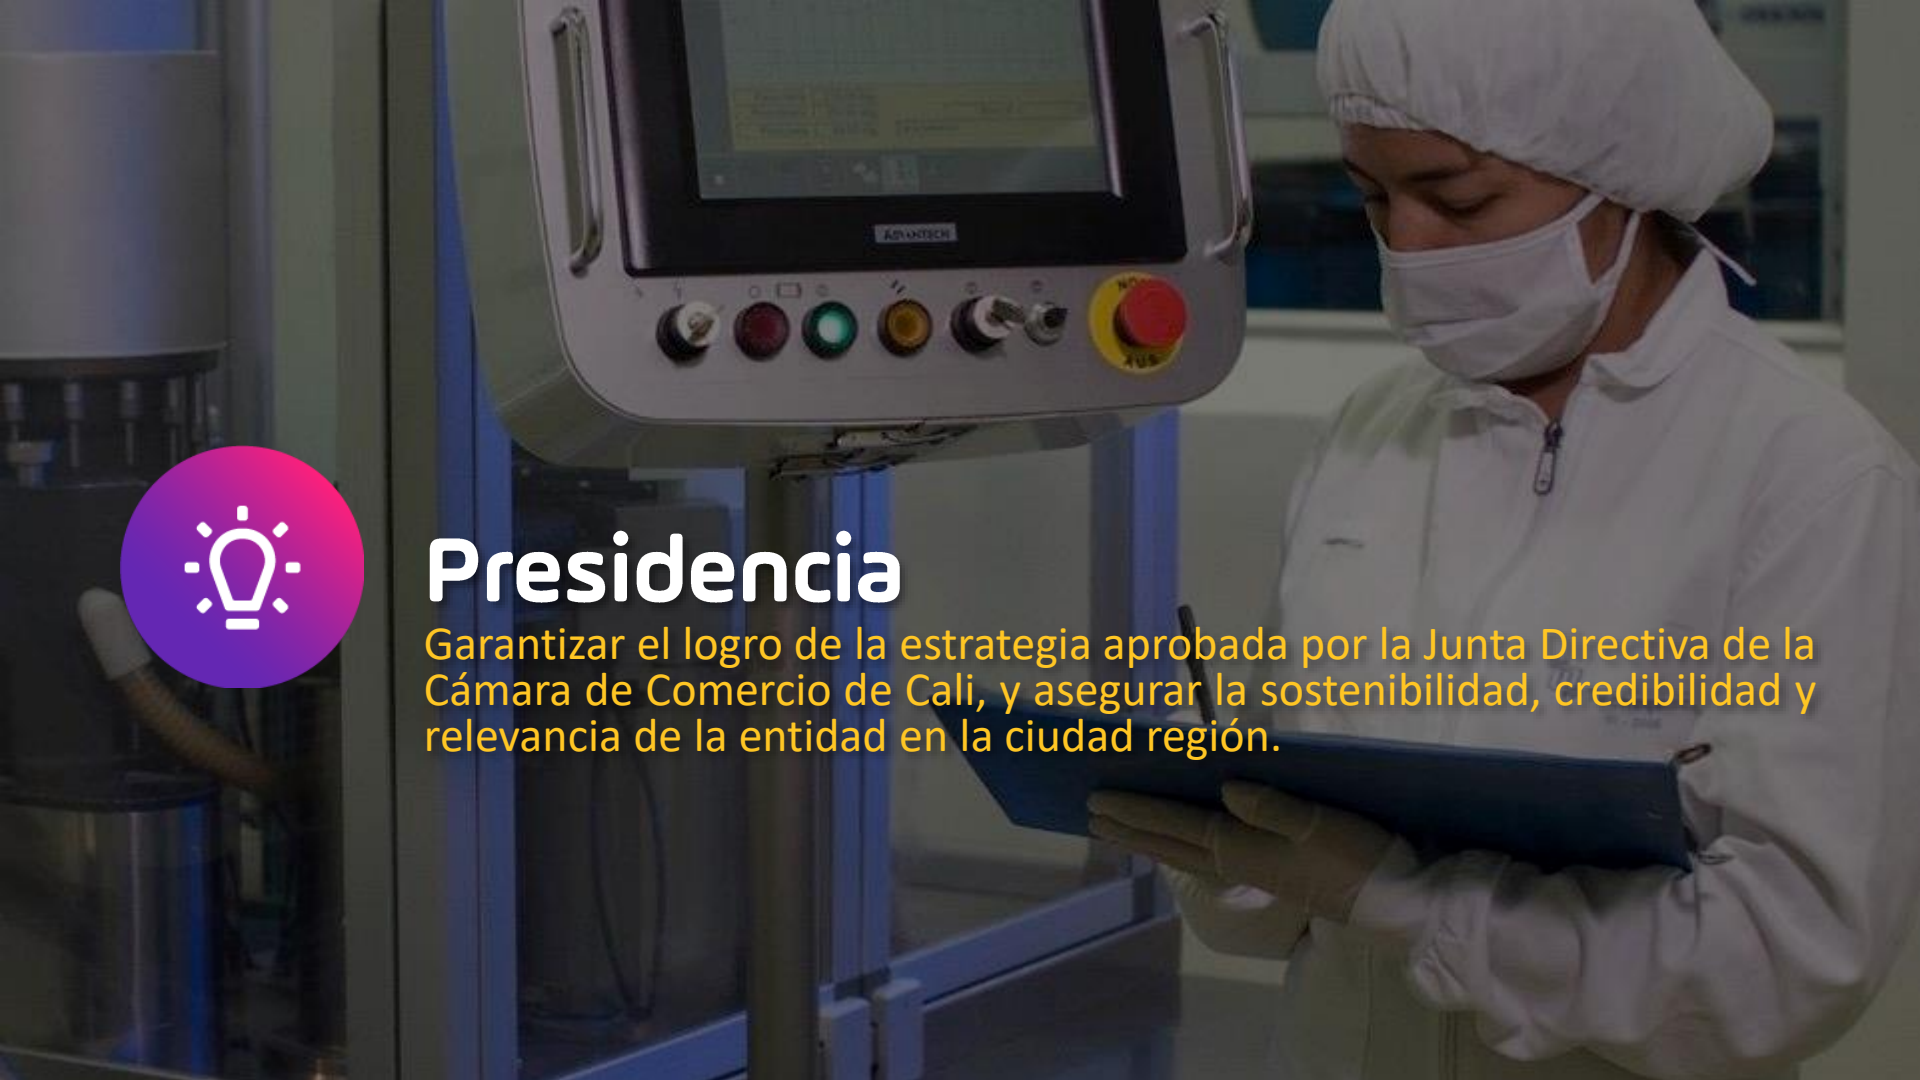 ADVANTECH
Presidencia
Garantizar el logro de la estrategia aprobada por la Junta Directiva de la
Cámara de Comercio de Cali, y asegurar la sostenibilidad, credibilidad y
relevancia de la entidad en la ciudad región.